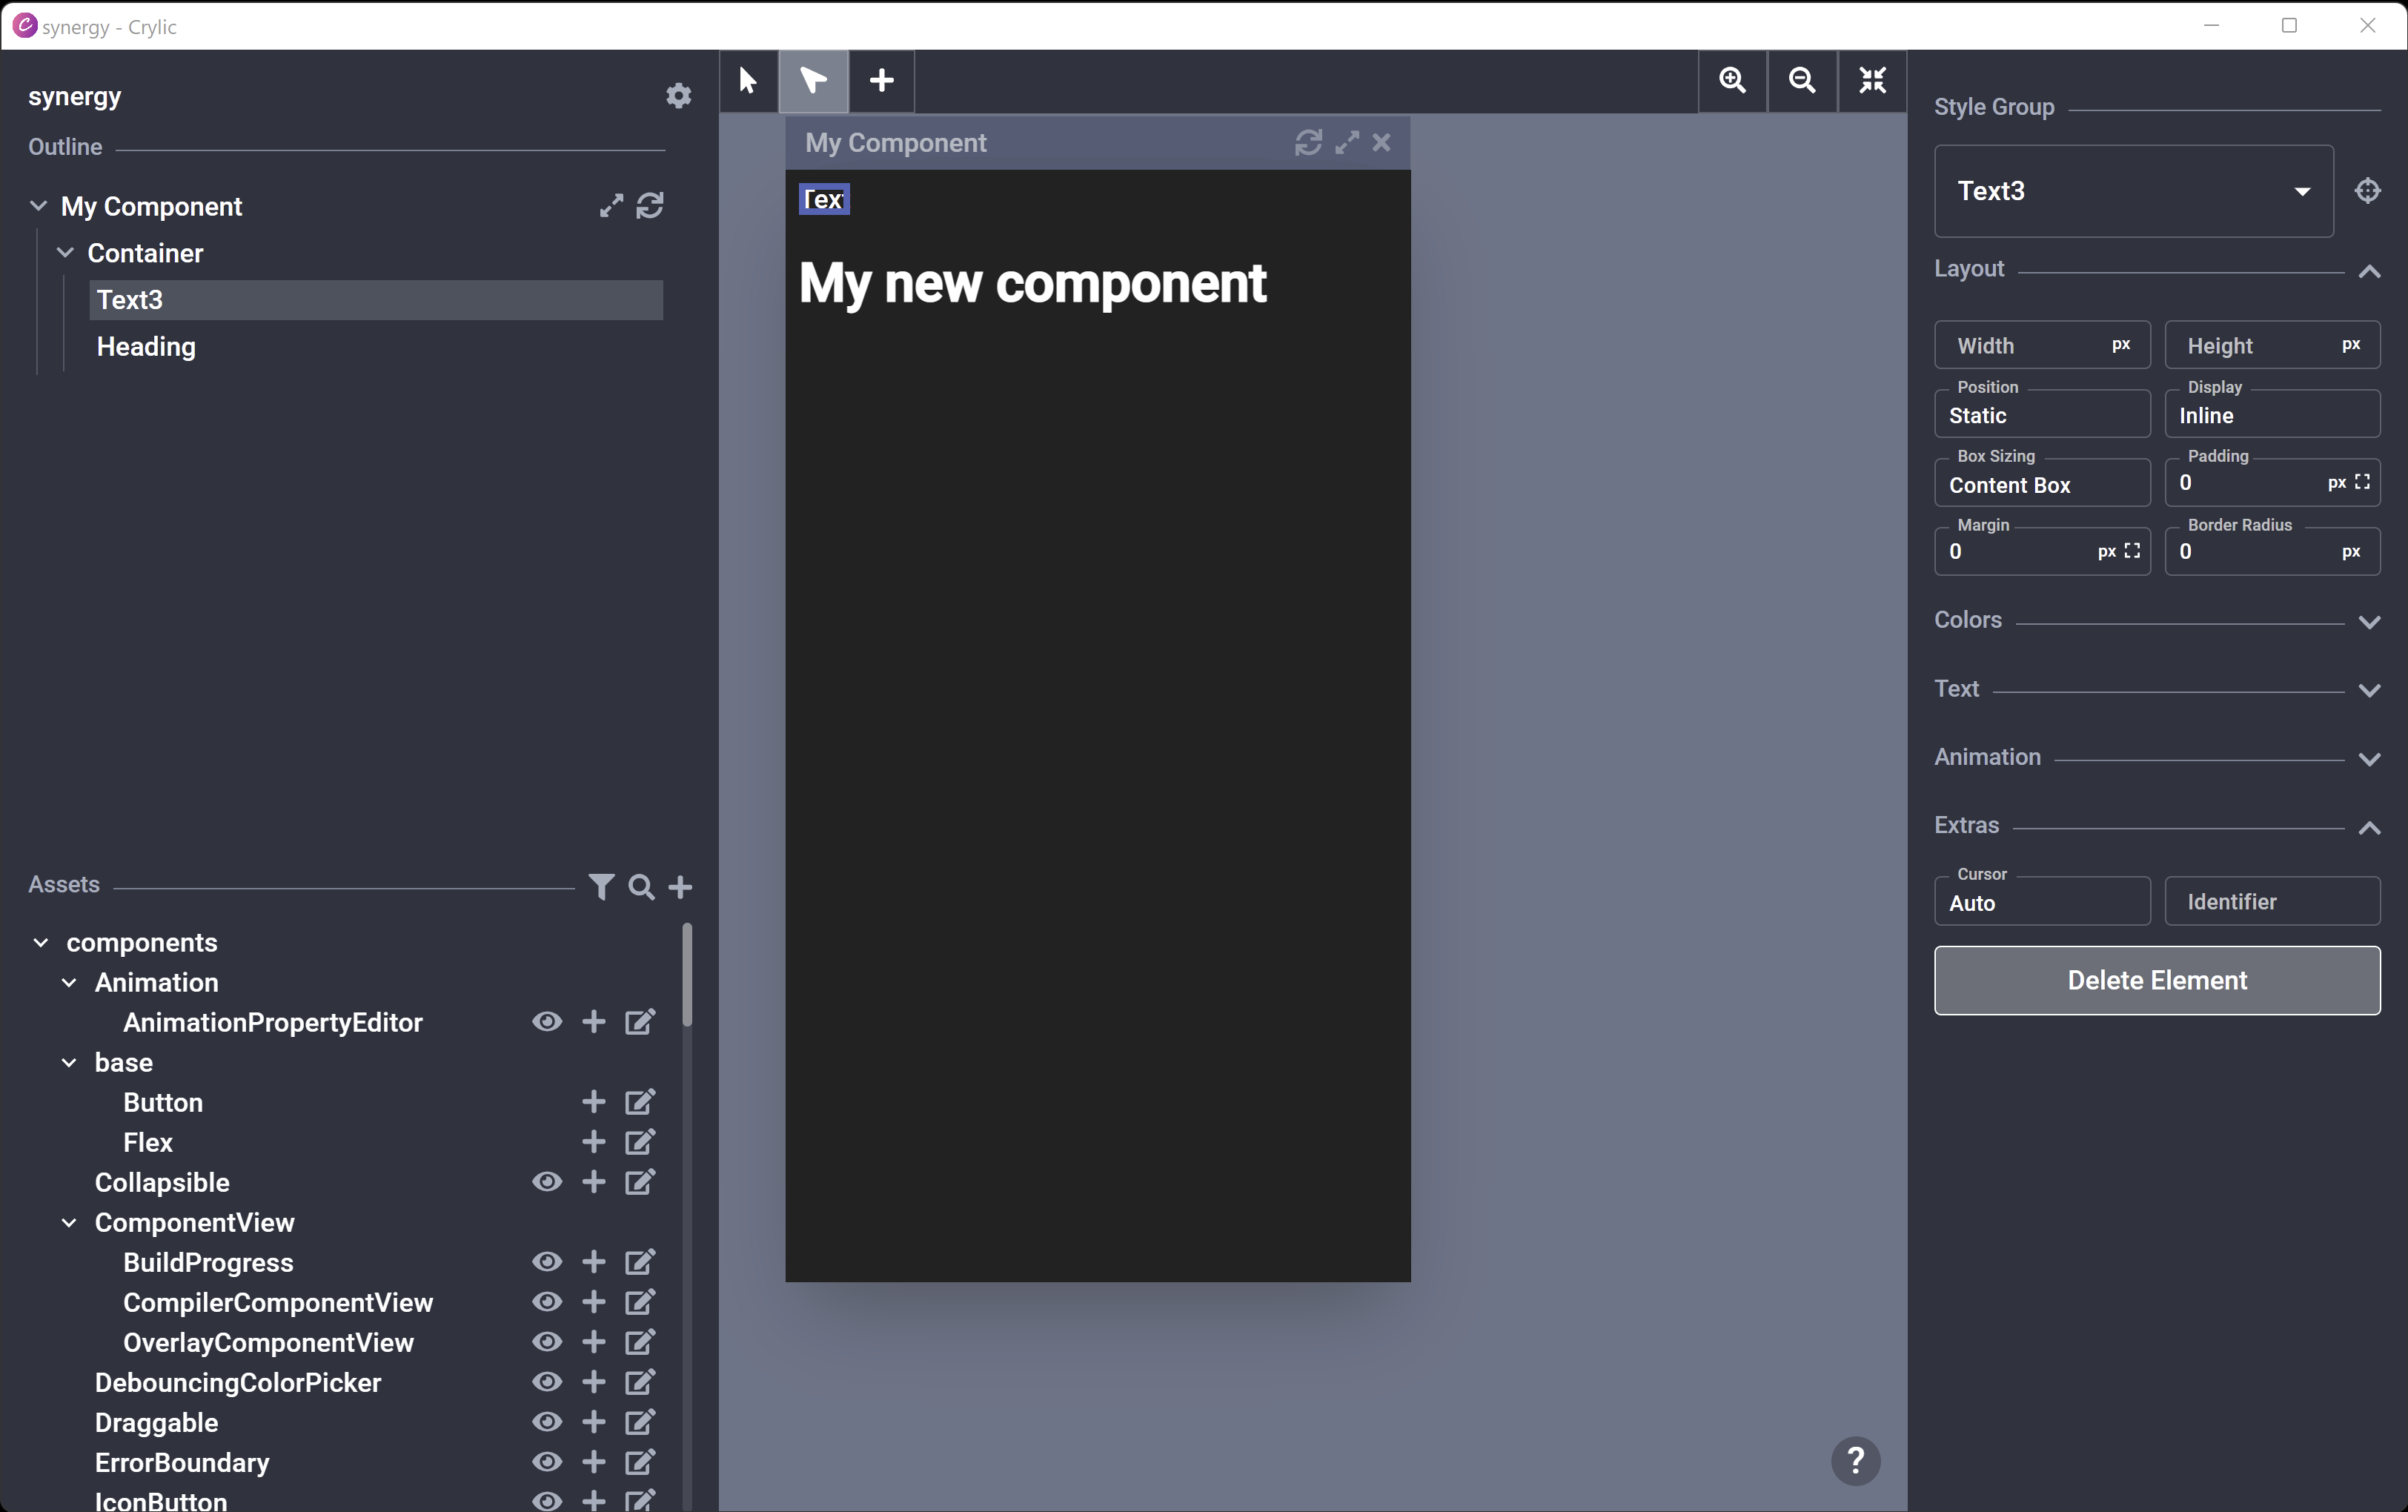 synergy - Crylic
synergy
Outline
My Component
Container
Text3
Heading
Assets
components
Animation
AnimationPropertyEditor
base
Button
Flex
Collapsible
ComponentView
BuildProgress
CompilerComponentView
OverlayComponentView
DebouncingColorPicker
Draggable
ErrorBoundary
IconButton
My Component
Text
My new component
?
Style Group
Text3
Layout
Width px Height px
Position Display
Static Inline
Box Sizing Padding
Content Box 0 px
Margin Border Radius
0 px 0 px
Colors
Text
Animation
Extras
Cursor
Auto Identifier
Delete Element